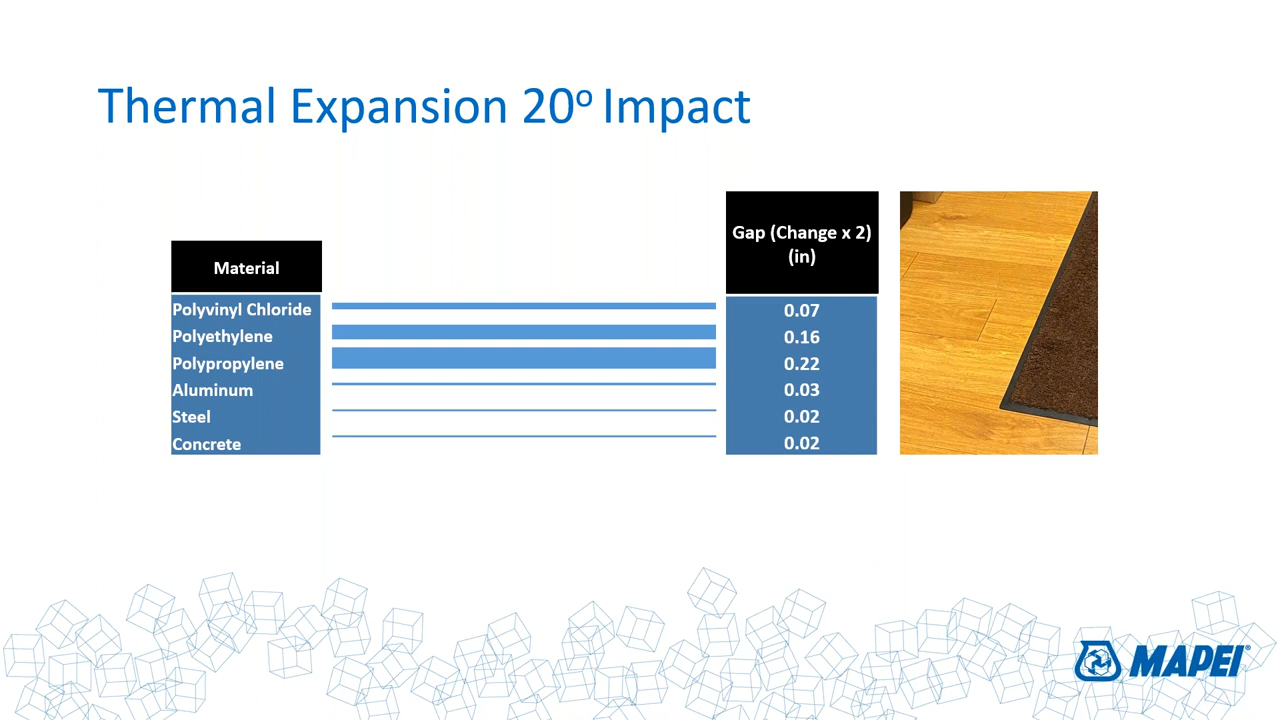 Thermal Expansion 20º Impact
Material
Gap (Change x 2)
(in)
Polyvinyl Chloride 0.07
Polyethylene 0.16
Polypropylene 0.22
Aluminum 0.03
Steel 0.02
Concrete 0.02
MAPEI®